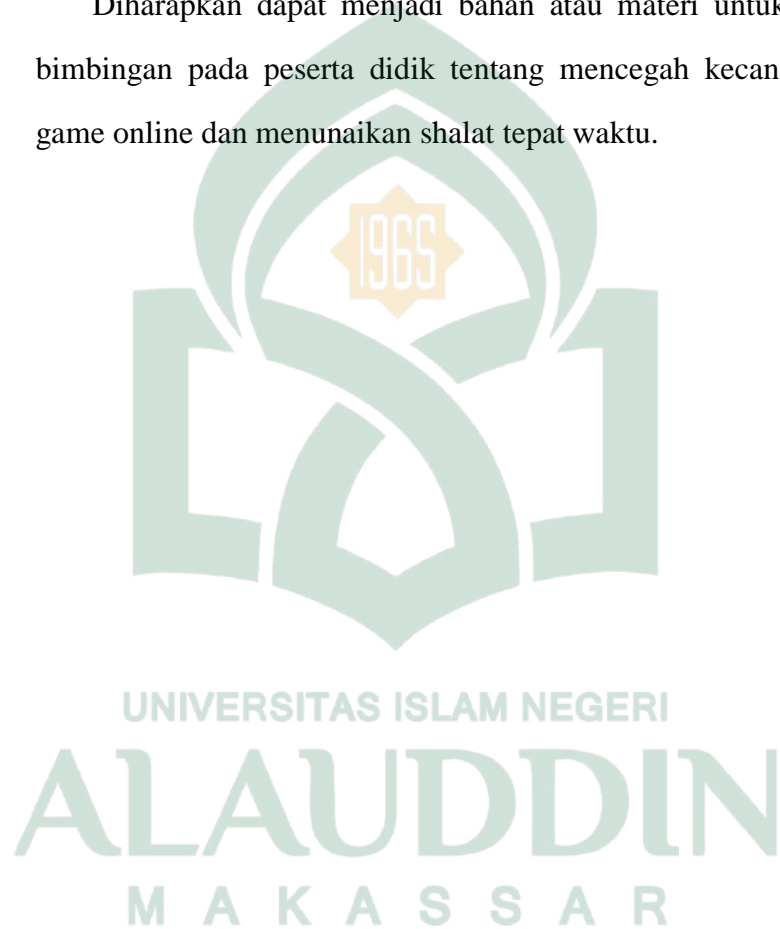 Diharapkan dapat menjadi bahan atau materi untuk
bimbingan pada peserta didik tentang mencegah
game online dan menunaikan shalat tepat waktu.
1965
UNIVERSITAS ISLAM NEGERI
ALAUDDIN
MAKASSAR